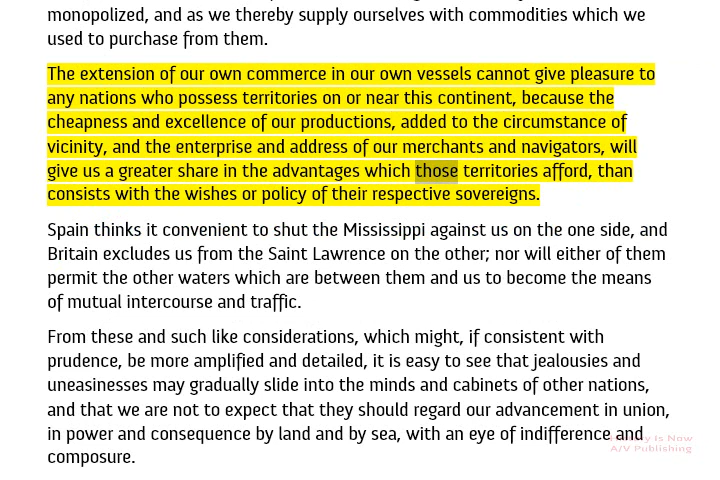 monopolized, and as we thereby supply ourselves with commodities which we
used to purchase from them.
The extension of our own commerce in our own vessels cannot give pleasure to
any nations who possess territories on or near this continent, because the
cheapness and excellence of our productions, added to the circumstance of
vicinity, and the enterprise and address of our merchants and navigators, will
give us a greater share in the advantages which those territories afford, than
consists with the wishes or policy of their respective sovereigns.
Spain thinks it convenient to shut the Mississippi against us on the one side, and
Britain excludes us from the Saint Lawrence on the other; nor will either of them
permit the other waters which are between them and us to become the means
of mutual intercourse and traffic.
From these and such like considerations, which might, if consistent with
prudence, be more amplified and detailed, it is easy to see that jealousies and
uneasinesses may gradually slide into the minds and cabinets of other nations,
and that we are not to expect that they should regard our advancement in union,
in power and consequence by land and by sea, with an eye of indifference and
Is Now
A/V Publishing
composure.